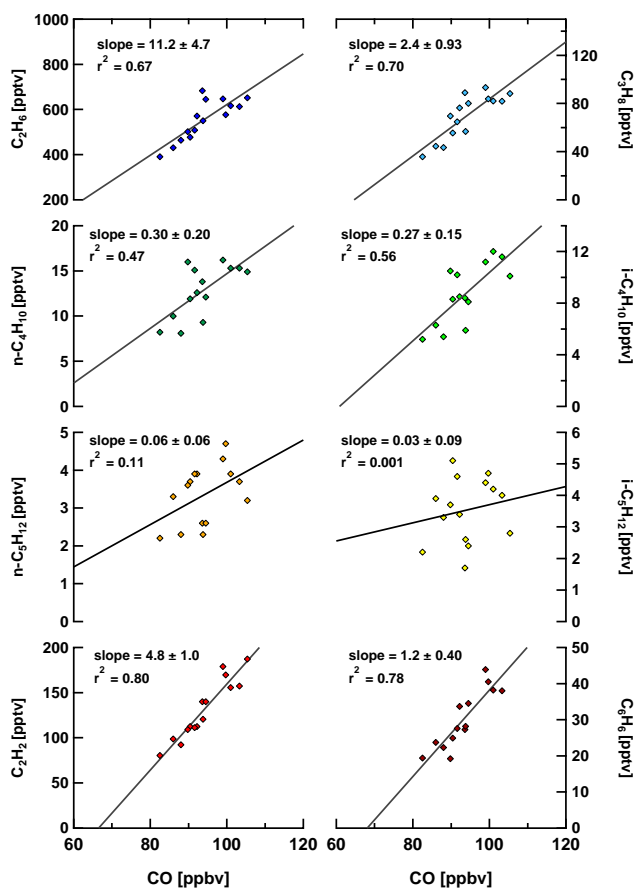 1000
800
600
400
200
C2H6 [pptv]
slope = 11.2 ± 4.7
r2 = 0.67
slope = 2.4 ± 0.93
r2 = 0.70
120
80
40
0
C3H8 [pptv]
20
15
10
5
0
n-C4H10 [pptv]
slope = 0.30 ± 0.20
r2 = 0.47
slope = 0.27 ± 0.15
r2 = 0.56
12
8
4
0
i-C4H10 [pptv]
5
4
3
2
1
0
n-C5H12 [pptv]
slope = 0.06 ± 0.06
r2 = 0.11
slope = 0.03 ± 0.09
r2 = 0.001
6
5
4
3
2
1
0
i-C5H12 [pptv]
200
150
100
50
0
C2H2 [pptv]
slope = 4.8 ± 1.0
r2 = 0.80
slope = 1.2 ± 0.40
r2 = 0.78
50
40
30
20
10
0
C6H6 [pptv]
60 80 100 120
60 80 100 120
CO [ppbv]
CO [ppbv]